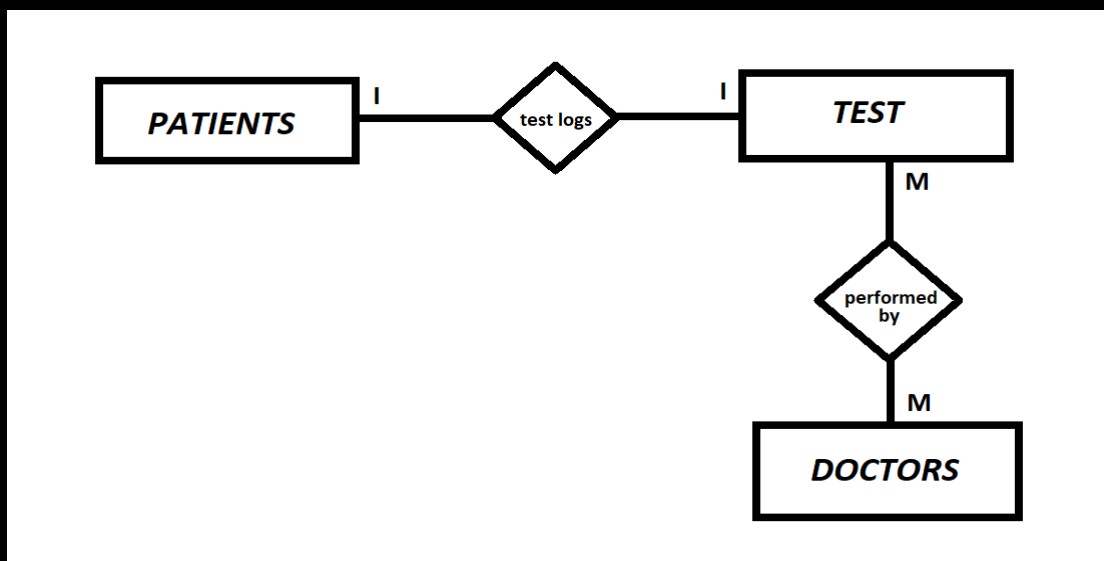 PATIENTS
I
test logs
I
TEST
M
performed
by
M
DOCTORS